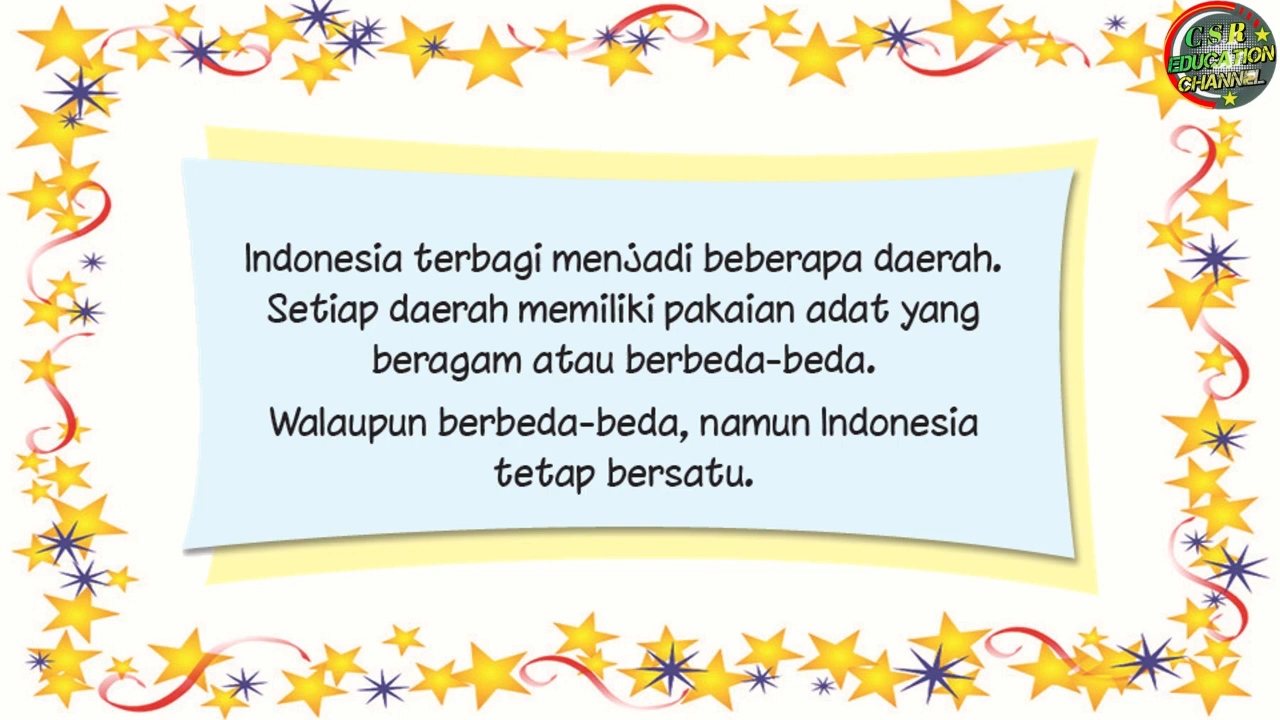 CSR
EDUCATION
CHANNEL
Indonesia terbagi menjadi beberapa daerah.
Setiap daerah memiliki pakaian adat yang
beragam atau berbeda-beda.
Walaupun berbeda-beda, namun Indonesia
tetap bersatu.